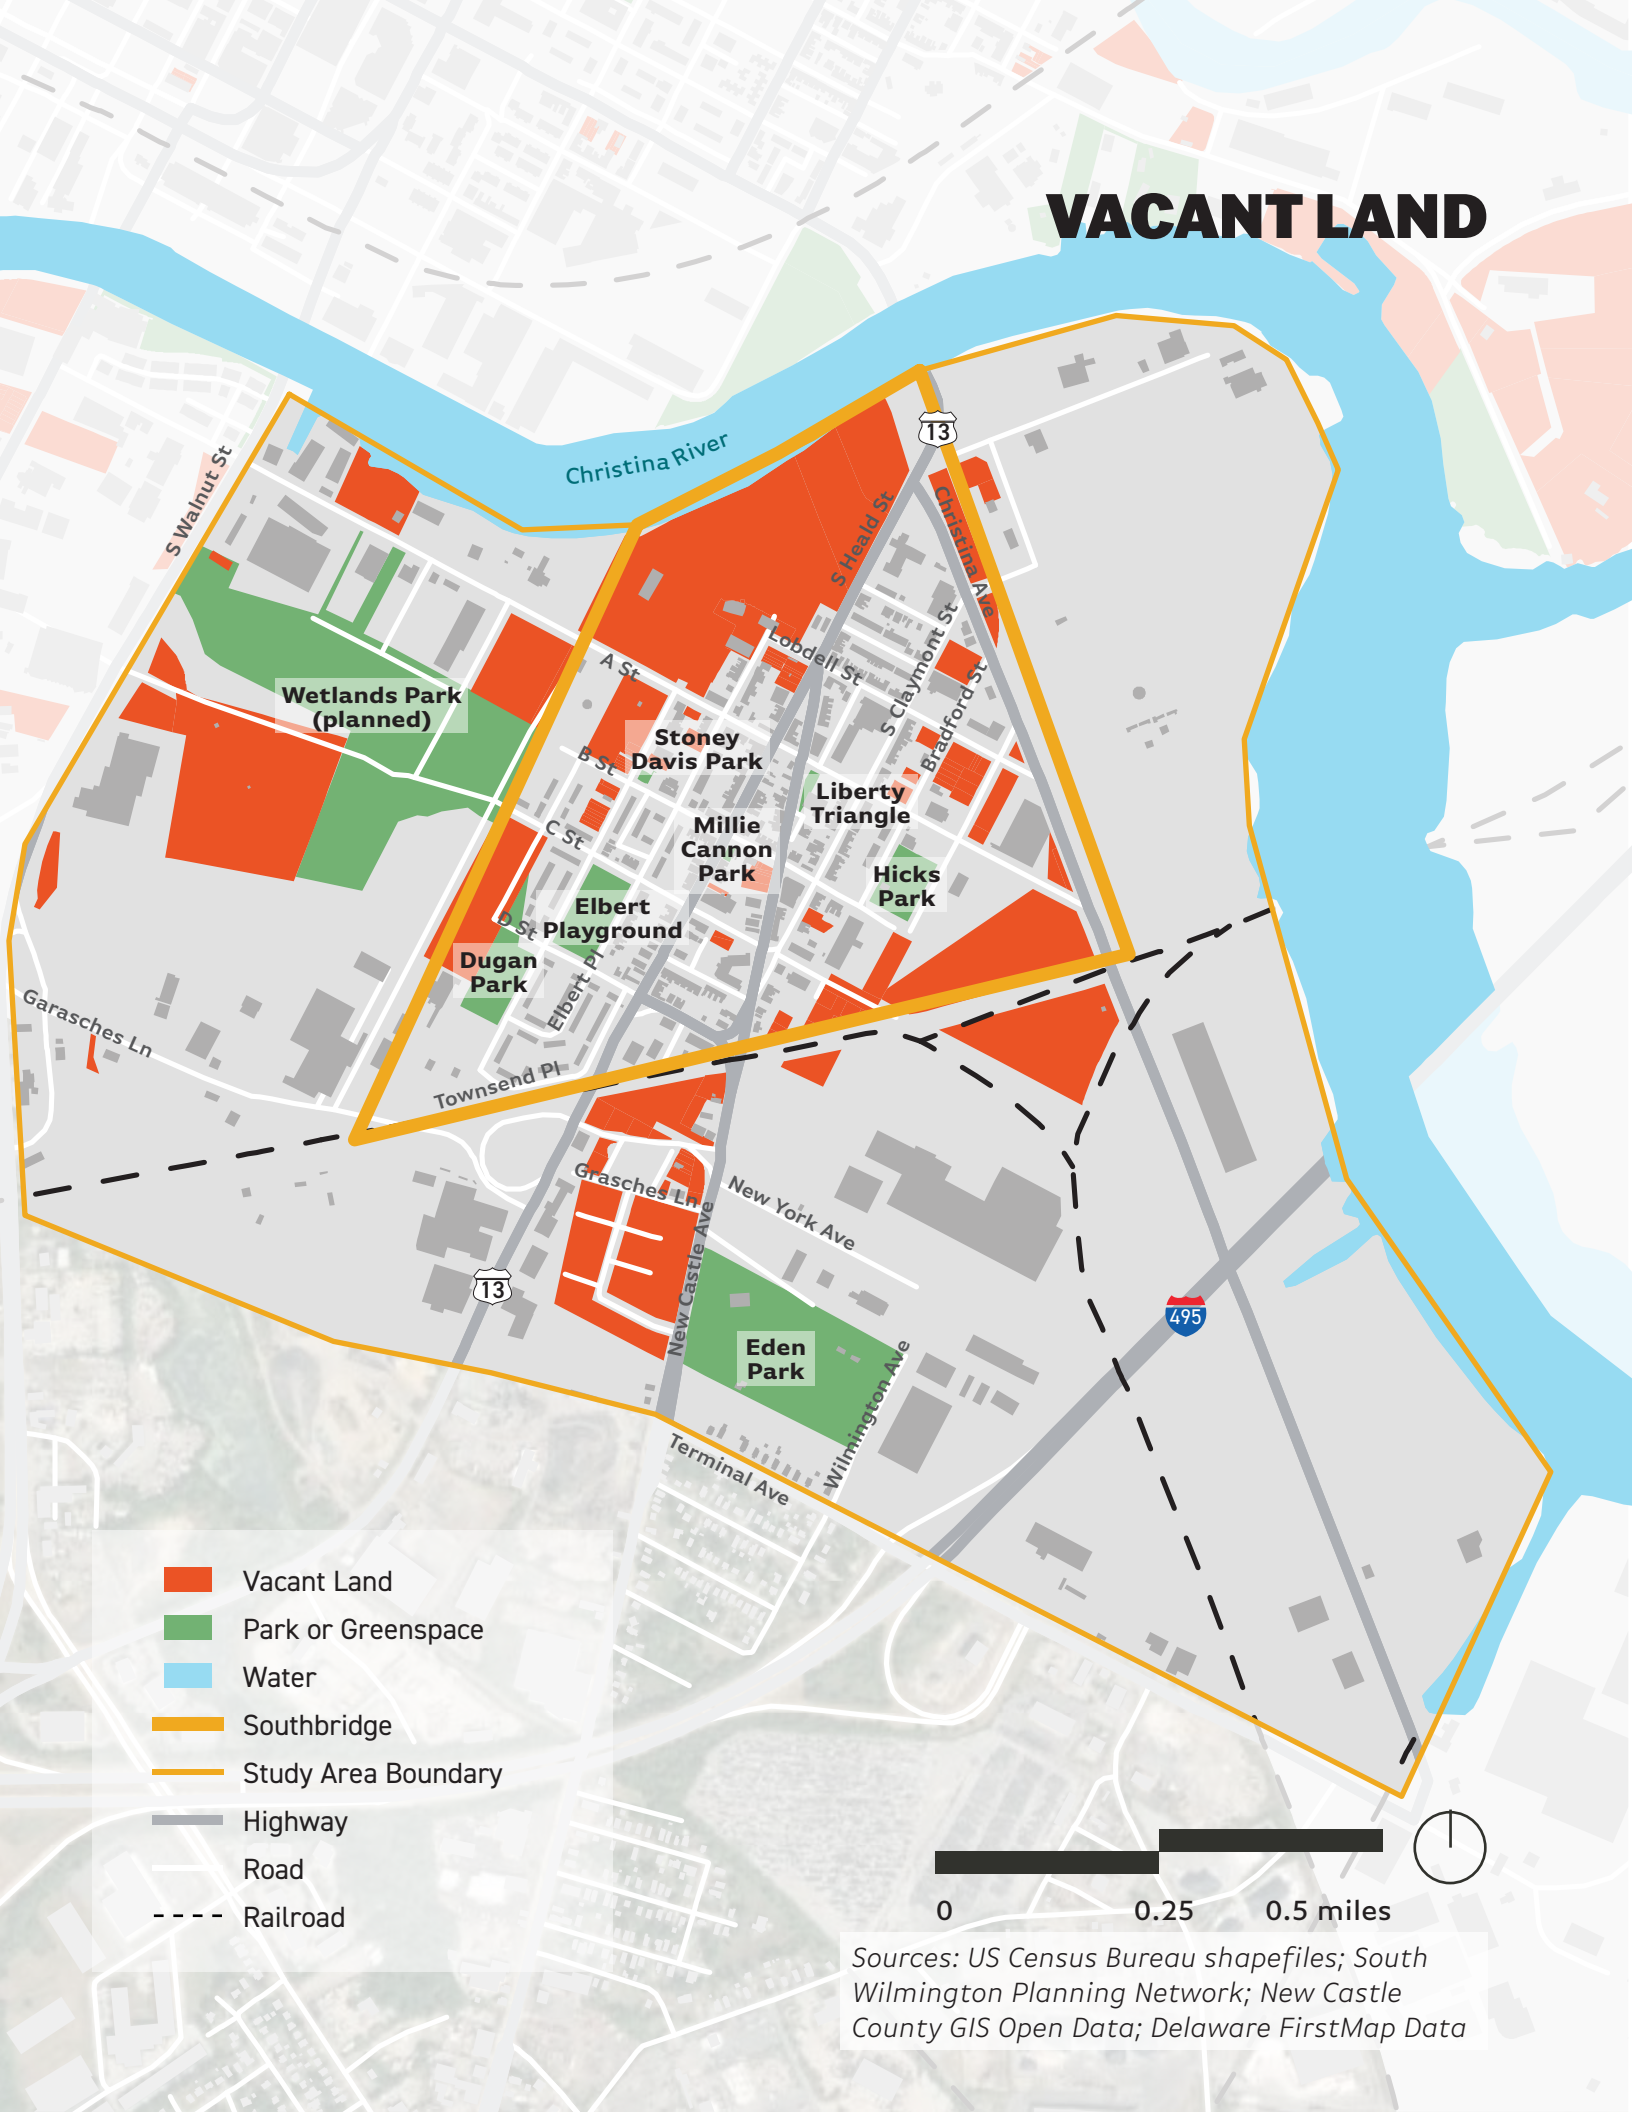 VACANT LAND
13
Christina River
S Walnut St
S Heald St
Christina Ave
A St
Lobdell St
S Claymont St
Bradford St
Wetlands Park
(planned)
Stoney
Davis Park
B St
Liberty
Triangle
Millie
Cannon
Park
C St
Hicks
Park
Elbert
Playground
D St
Dugan
Park
Elbert Pl
Garasches Ln
Townsend Pl
Grasches Ln
New York Ave
New Castle Ave
13
495
Eden
Park
Wilmington Ave
Terminal Ave
Vacant Land
Park or Greenspace
Water
Southbridge
Study Area Boundary
Highway
Road
Railroad
0 0.25 0.5 miles
Sources: US Census Bureau shapefiles; South
Wilmington Planning Network; New Castle
County GIS Open Data; Delaware FirstMap Data